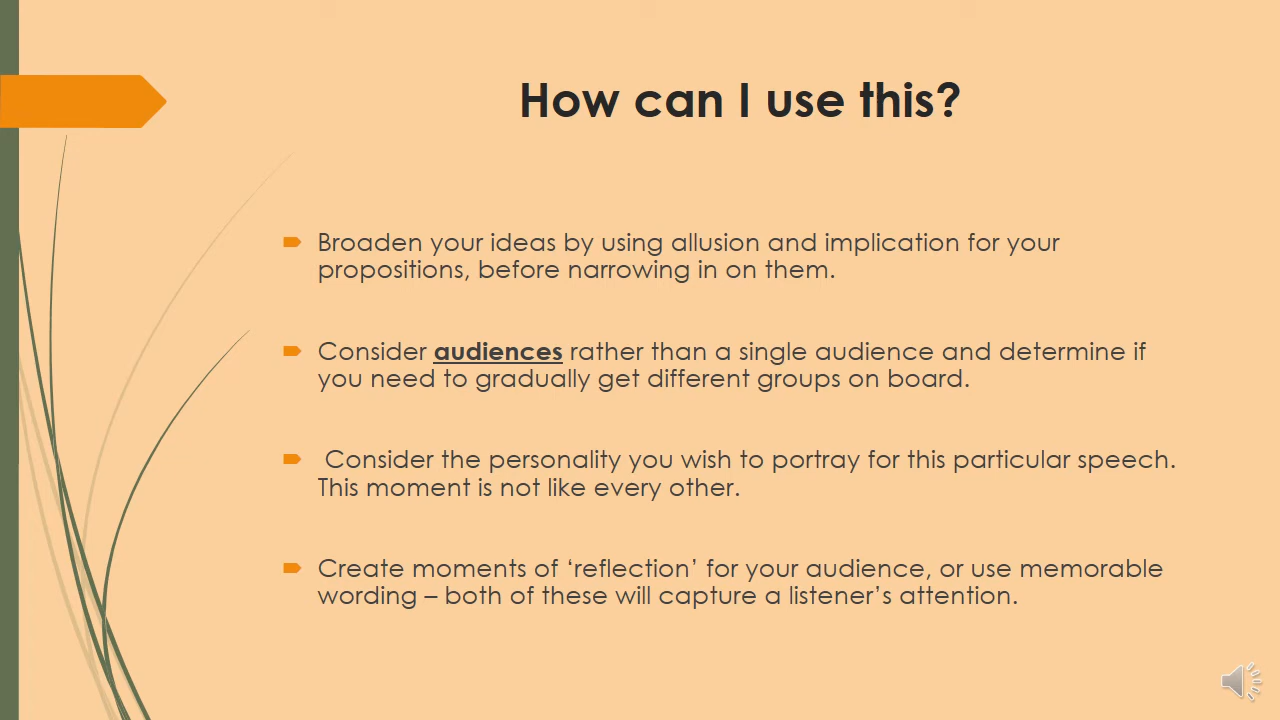 How can I use this?
Broaden your ideas by using allusion and implication for your
propositions, before narrowing in on them.
Consider audiences rather than a single audience and determine if
you need to gradually get different groups on board.
Consider the personality you wish to portray for this particular speech.
This moment is not like every other.
Create moments of ‘reflection’ for your audience, or use memorable
wording – both of these will capture a listener’s attention.